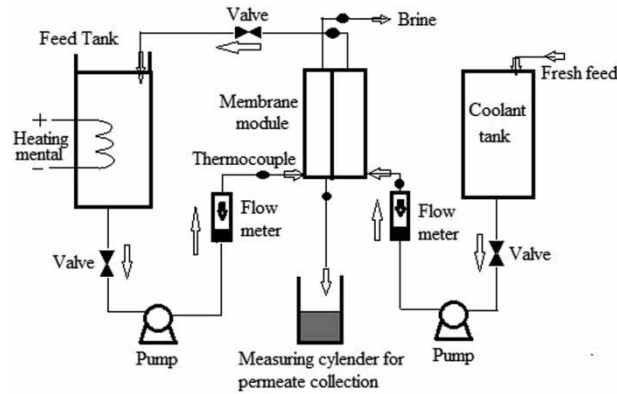 Valve
Brine
Feed Tank
Fresh feed
Membrane
module
Coolant
tank
+
Heating
mental
−
Thermocouple
Flow
meter
Flow
meter
Valve
Valve
Pump
Measuring cylender for
permeate collection
Pump